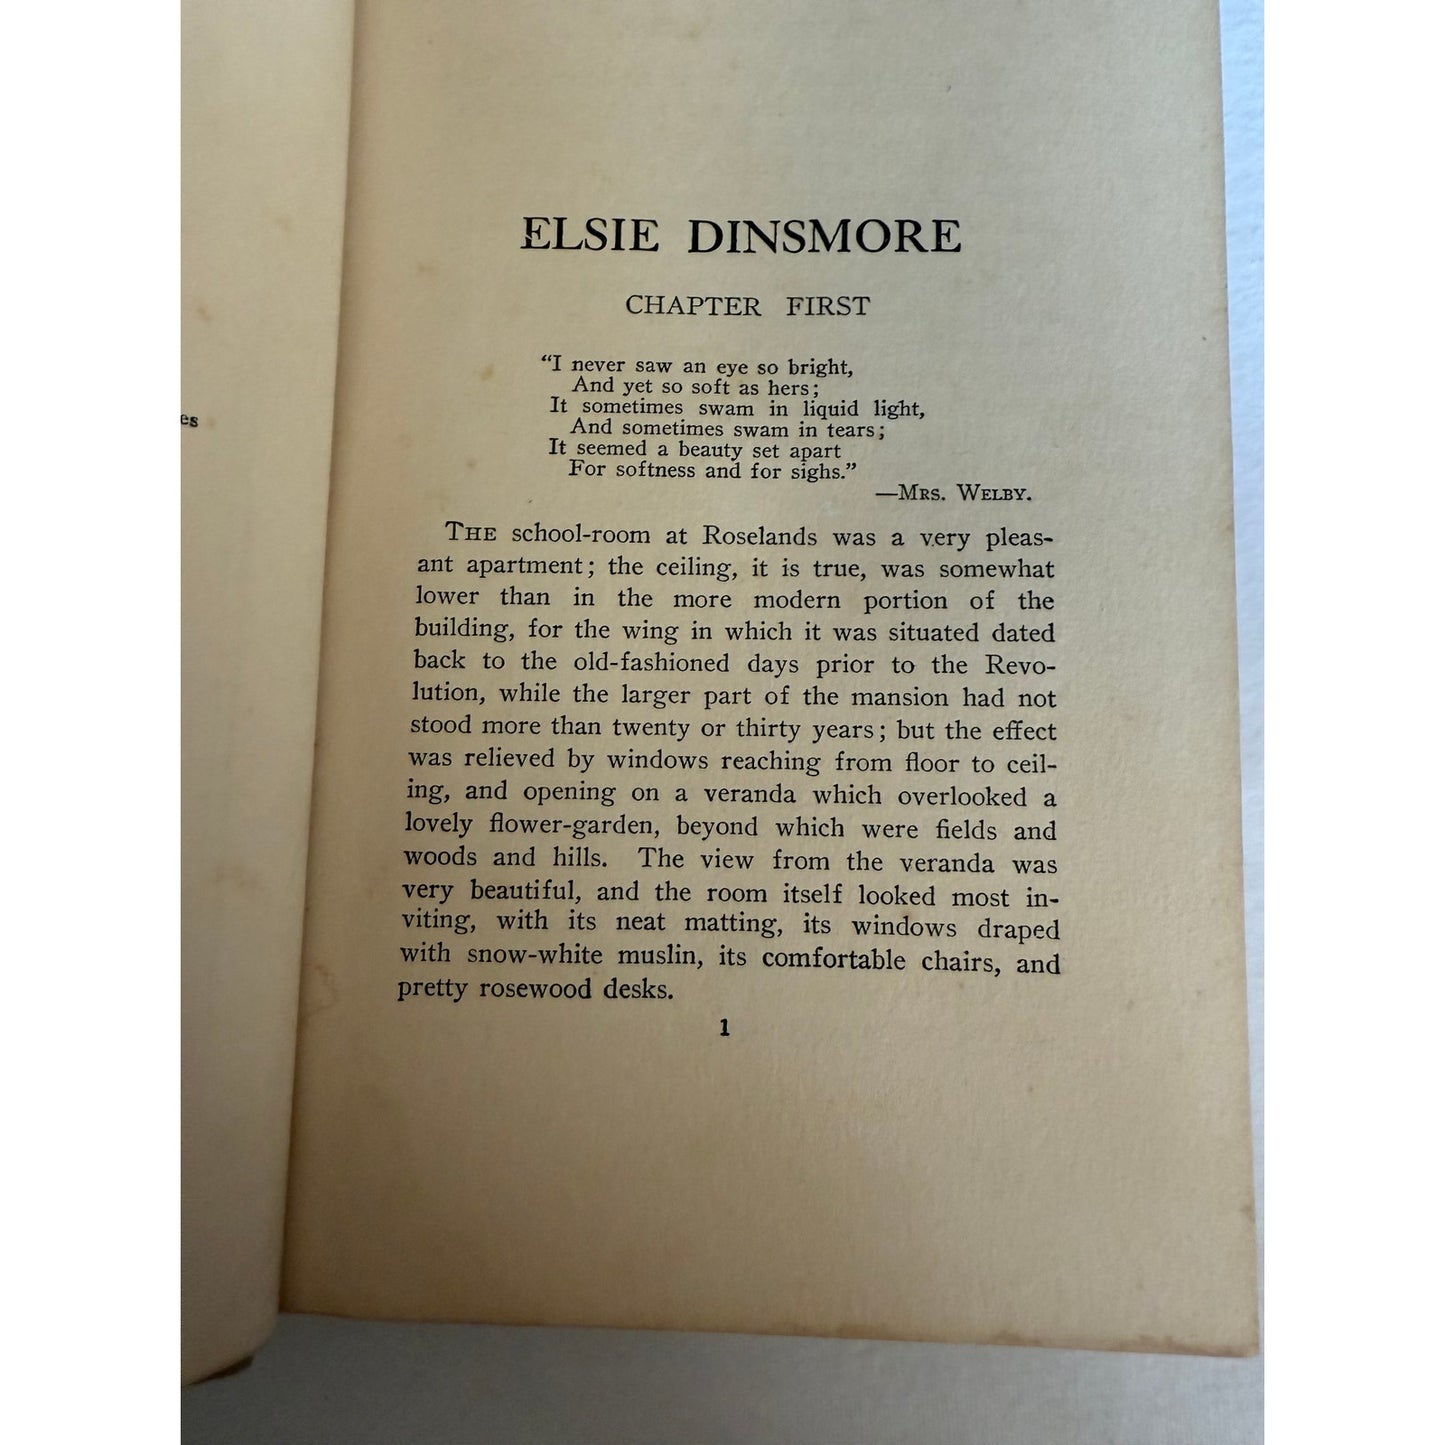 es
ELSIE DINSMORE
CHAPTER FIRST
“I never saw an eye so bright,
And yet so soft as hers;
It sometimes swam in liquid light,
And sometimes swam in tears;
It seemed a beauty set apart
For softness and for sighs.”
—MRS. WELBY.
THE school-room at Roselands was a very pleas-
ant apartment; the ceiling, it is true, was somewhat
lower than in the more modern portion of the
building, for the wing in which it was situated dated
back to the old-fashioned days prior to the Revo-
lution, while the larger part of the mansion had not
stood more than twenty or thirty years; but the effect
was relieved by windows reaching from floor to ceil-
ing, and opening on a veranda which overlooked a
lovely flower-garden, beyond which were fields and
woods and hills. The view from the veranda was
very beautiful, and the room itself looked most in-
viting, with its neat matting, its windows draped
with snow-white muslin, its comfortable chairs, and
pretty rosewood desks.
1